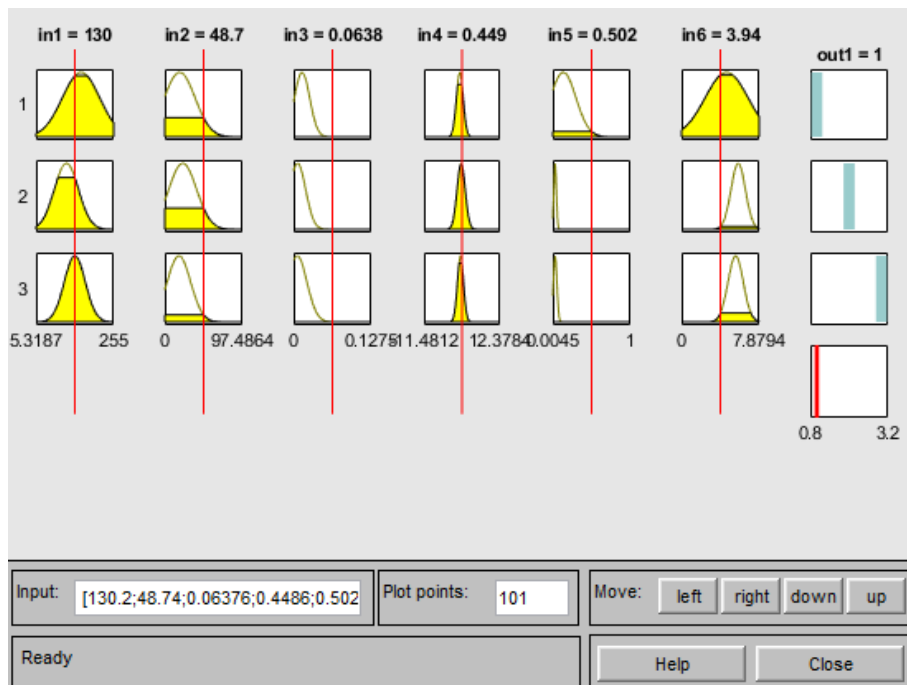 in1 = 130 in2 = 48.7 in3 = 0.0638 in4 = 0.449 in5 = 0.502 in6 = 3.94
out1 = 1
1
2
3
5.3187 255 0 97.4864 0 0.1275 -11.4812 12.3784 0.0045 1 0 7.8794
0.8 3.2
Input: [130.2;48.74;0.06376;0.4486;0.502 Plot points: 101 Move: left right down up
Ready Help Close